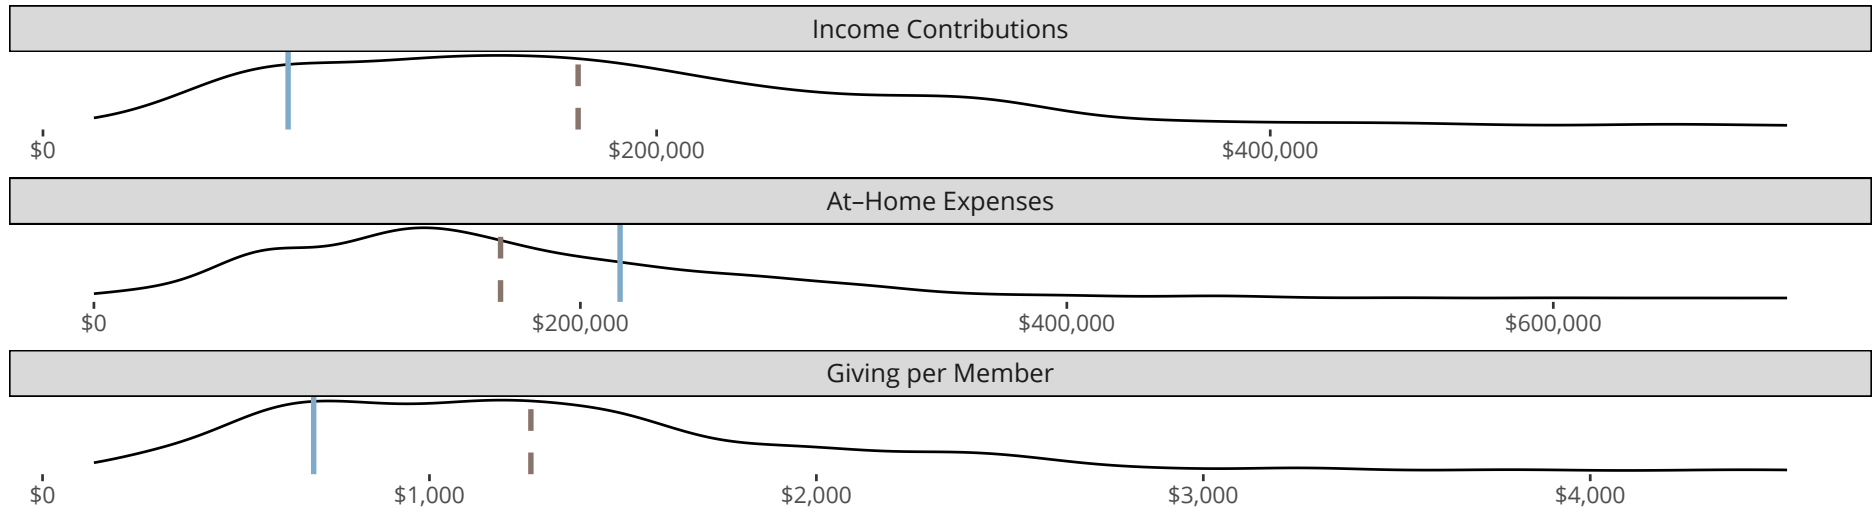 Income Contributions
$0 $200,000 $400,000
At–Home Expenses
$0 $200,000 $400,000 $600,000
Giving per Member
$0 $1,000 $2,000 $3,000 $4,000